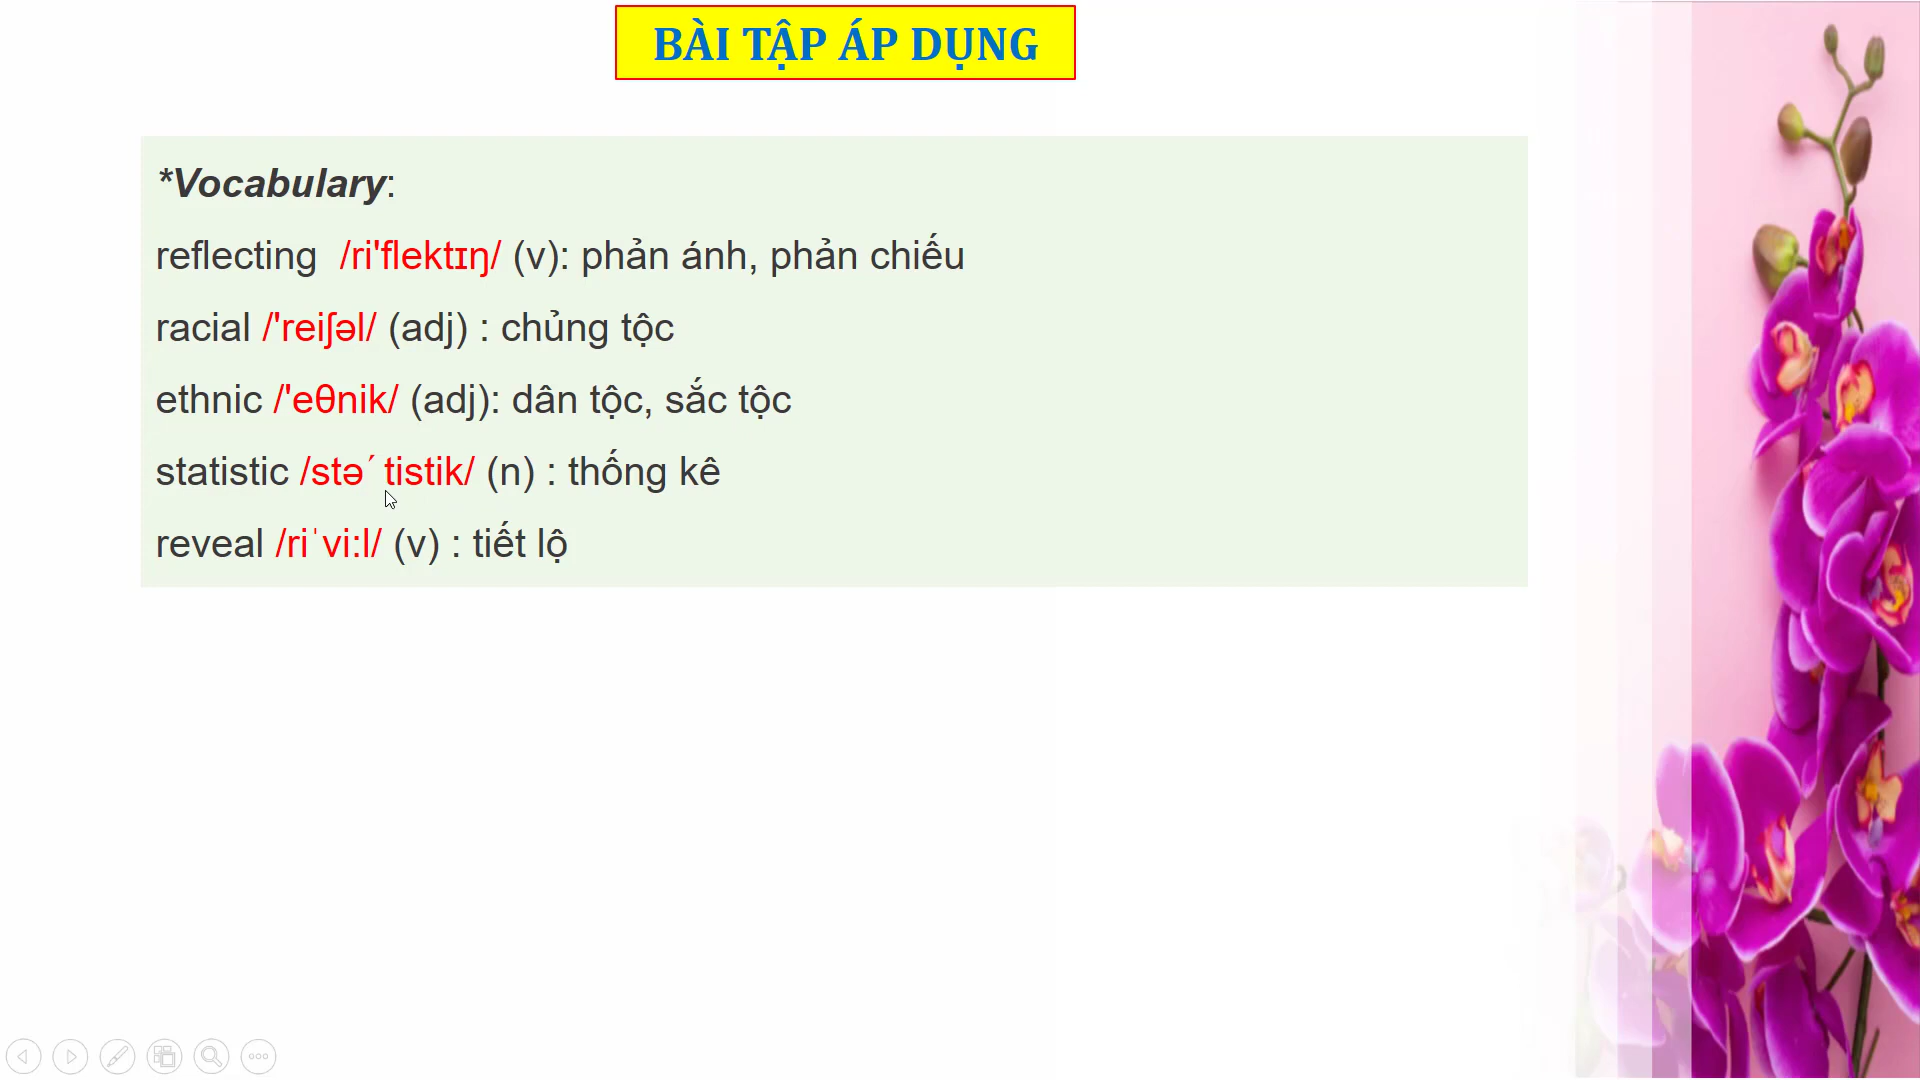 BÀI TẬP ÁP DỤNG
*Vocabulary:
reflecting /ri'flektɪŋ/ (v): phản ánh, phản chiếu
racial /'reiʃəl/ (adj) : chủng tộc
ethnic /'eθnik/ (adj): dân tộc, sắc tộc
statistic /stə´ tistik/ (n) : thống kê
reveal /riˈvi:l/ (v) : tiết lộ